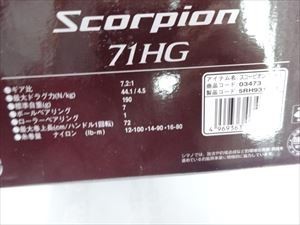 Scorpion
71HG
●ギア比 7.2:1
●最大ドラグ力(N/kg) 44.1 / 4.5
●標準自重(g) 190
●ボールベアリング 7
●ローラーベアリング 1
●最大巻上長(cm/ハンドル1回転) 72
●糸巻量 ナイロン (lb-m) 12-100・14-90・16-80
アイテム名:スコーピオン
商品コード:03473
製品コード:5RH93
4 969363